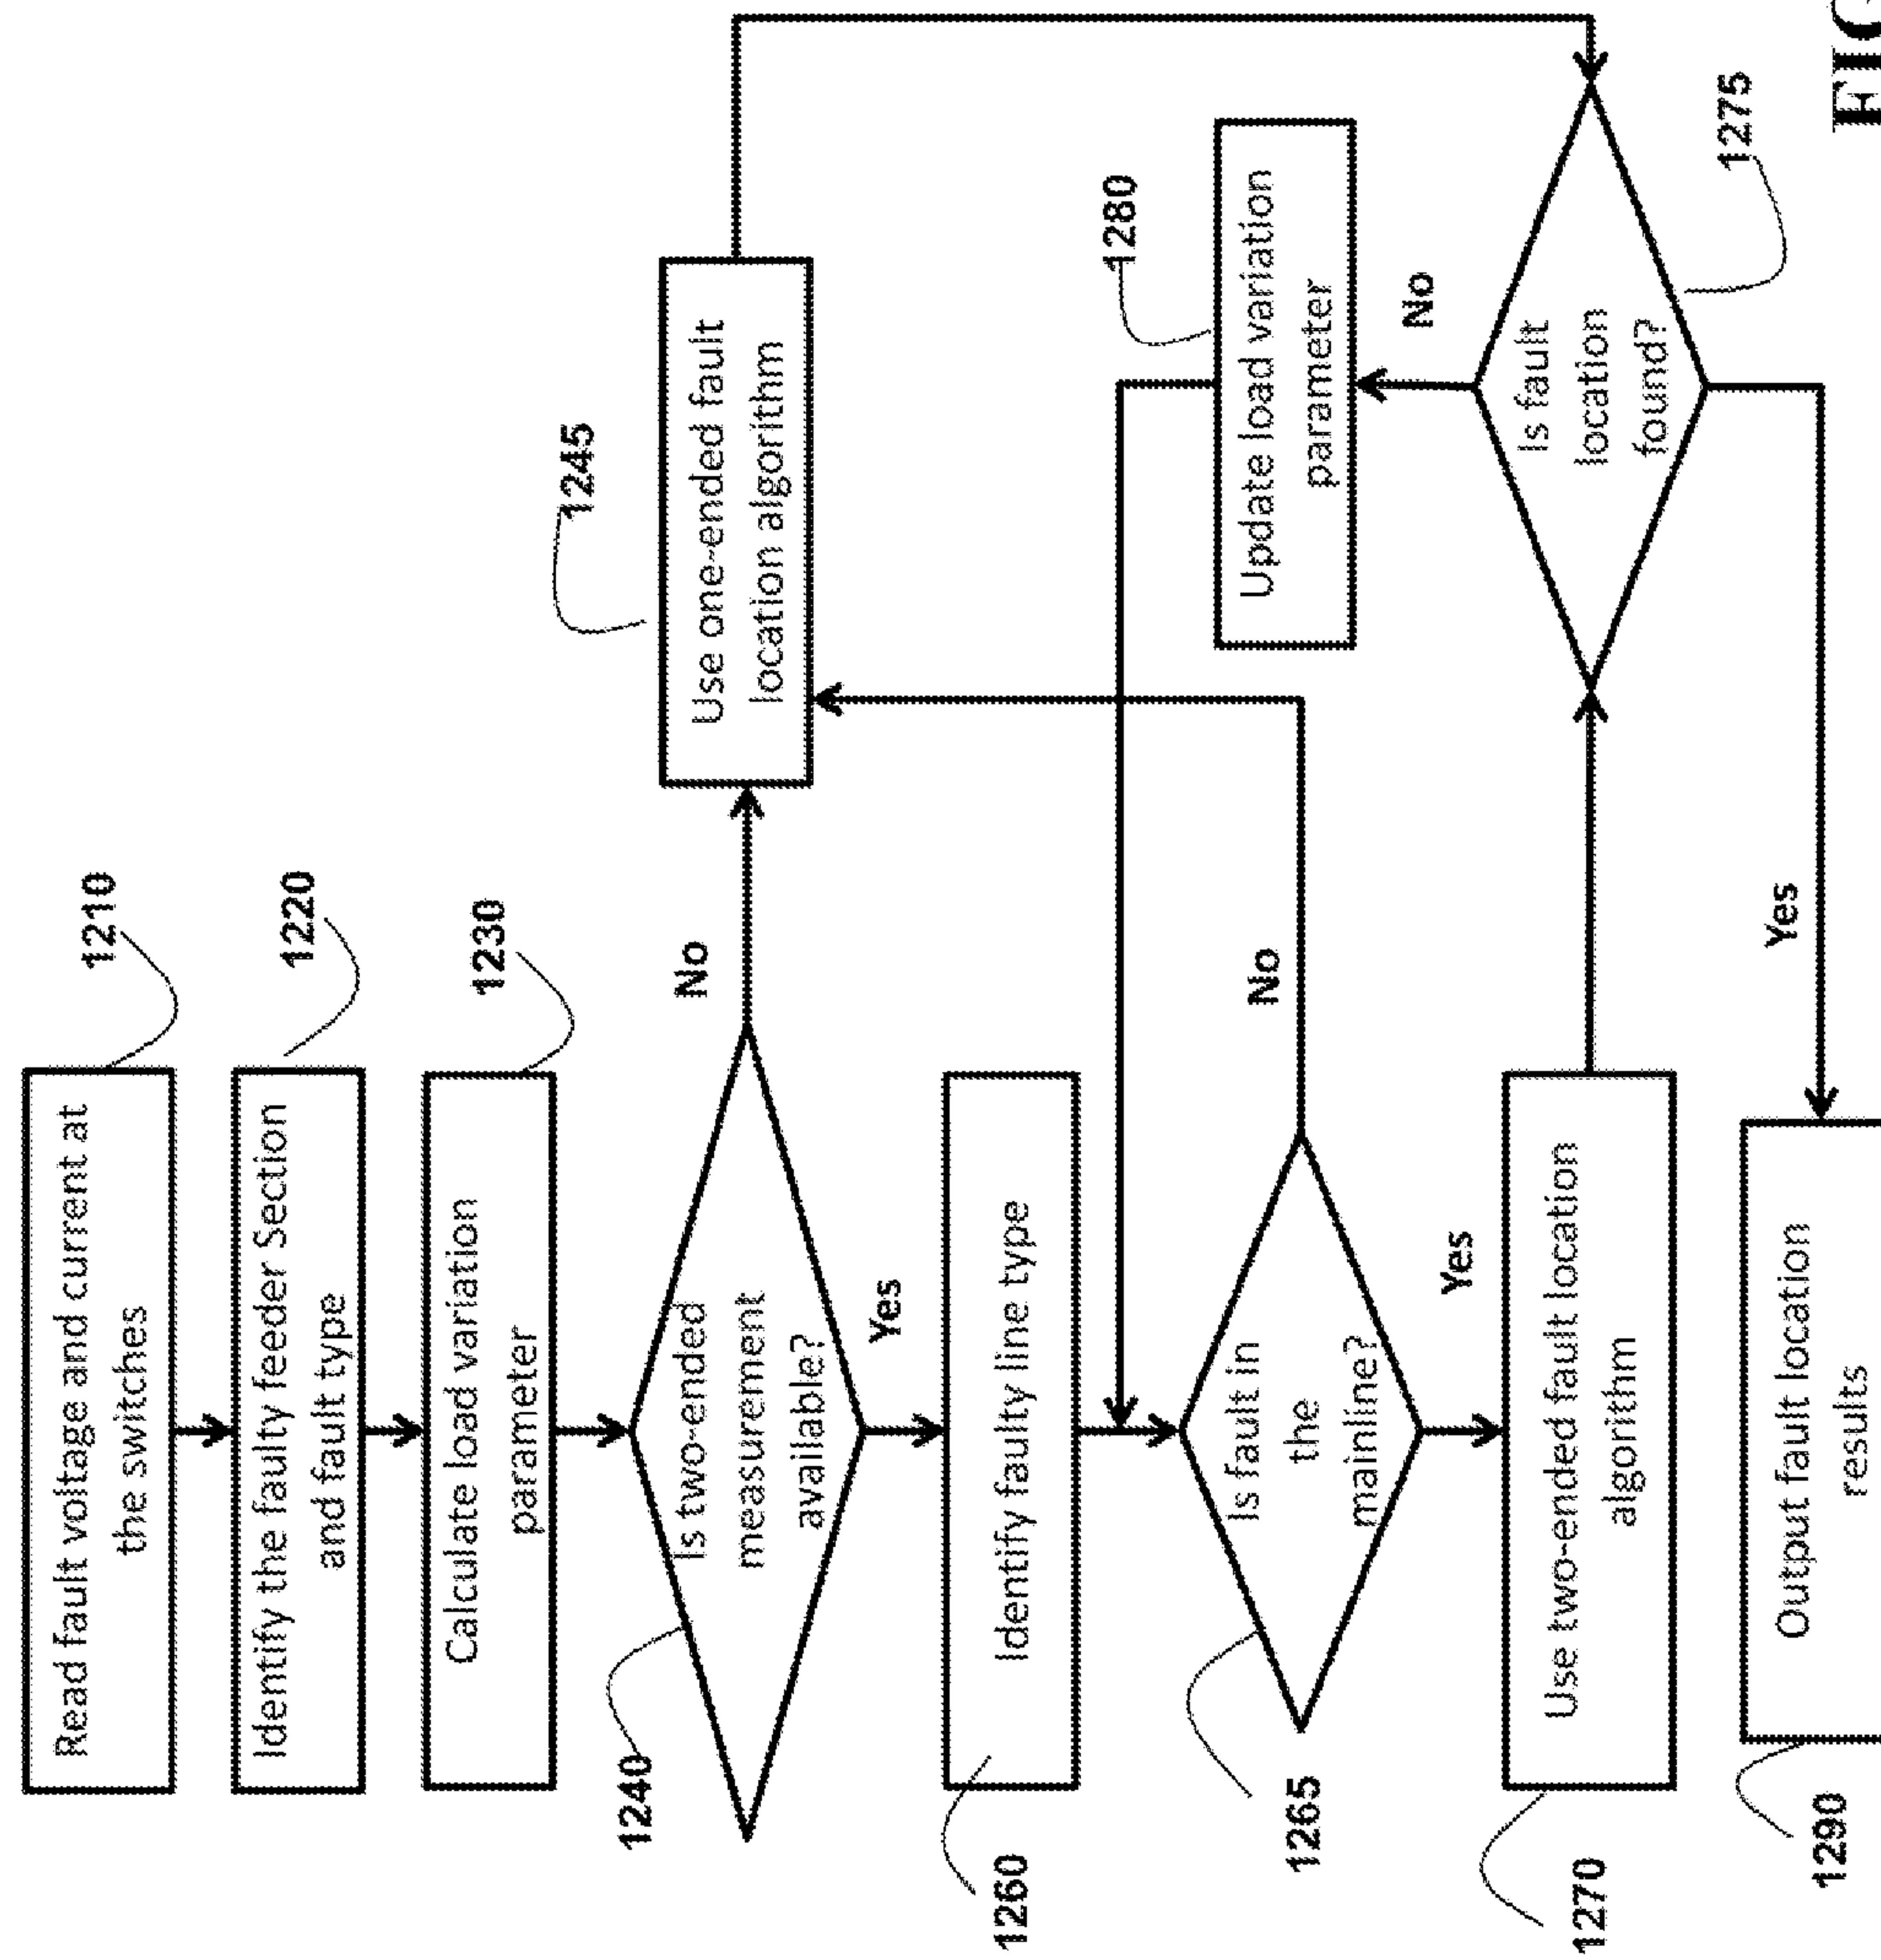 Read fault voltage and current at
the switches
1210
Identify the faulty feeder Section
and fault type
1220
Calculate load variation
parameter
1230
Is two-ended
measurement
available?
1240
No
Use one-ended fault
location algorithm
1245
Yes
Identify faulty line type
1260
Is fault in
the
mainline?
1265
No
Yes
Use two-ended fault location
algorithm
1270
Update load variation
parameter
1280
No
Is fault
location
found?
1275
Yes
Output fault location
results
1290